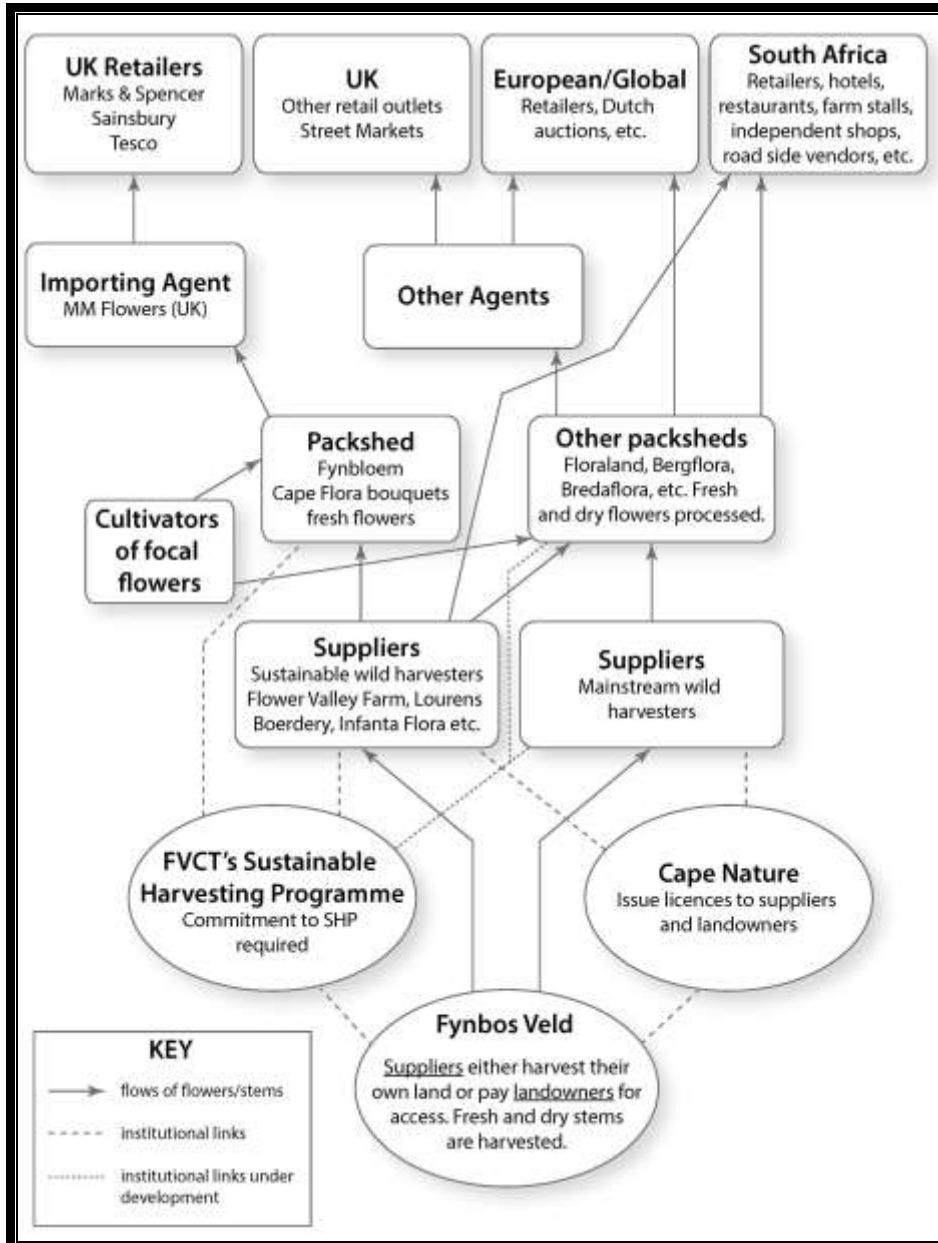 UK Retailers
Marks & Spencer
Sainsbury
Tesco
UK
Other retail outlets
Street Markets
European/Global
Retailers, Dutch
auctions, etc.
South Africa
Retailers, hotels,
restaurants, farm stalls,
independent shops,
road side vendors, etc.
Importing Agent
MM Flowers (UK)
Other Agents
Packshed
Fynbloem
Cape Flora bouquets
fresh flowers
Other packsheds
Floraland, Bergflora,
Bredaflora, etc. Fresh
and dry flowers processed.
Cultivators
of focal
flowers
Suppliers
Sustainable wild harvesters
Flower Valley Farm, Lourens
Boerdery, Infanta Flora etc.
Suppliers
Mainstream wild
harvesters
FVCT's Sustainable
Harvesting Programme
Commitment to SHP
required
Cape Nature
Issue licences to suppliers
and landowners
Fynbos Veld
Suppliers either harvest their
own land or pay landowners for
access. Fresh and dry stems
are harvested.
KEY
flows of flowers/stems
institutional links
institutional links under
development